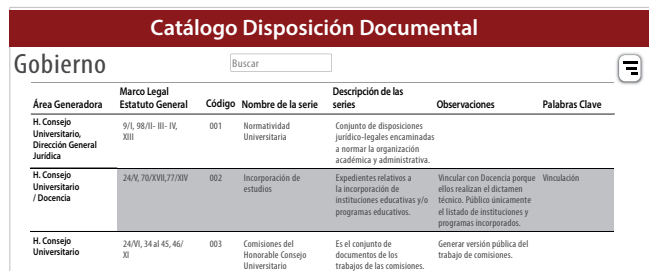 Catálogo Disposición Documental
Gobierno
Buscar
Área Generadora
Marco Legal
Estatuto General
Código
Nombre de la serie
Descripción de las
series
Observaciones
Palabras Clave
H. Consejo
Universitario,
Dirección General
Jurídica
9/I, 98/II- III- IV,
XIII
001
Normatividad
Universitaria
Conjunto de disposiciones
jurídico-legales encaminadas
a normar la organización
académica y administrativa.
H. Consejo
Universitario
/ Docencia
24/V, 70/XVII,77/XIV
002
Incorporación de
estudios
Expedientes relativos a
la incorporación de
instituciones educativas y/o
programas educativos.
Vincular con Docencia porque
ellos realizan el dictamen
técnico. Público únicamente
el listado de instituciones y
programas incorporados.
Vinculación
H. Consejo
Universitario
24/VI, 34 al 45, 46/
XI
003
Comisiones del
Honorable Consejo
Universitario
Es el conjunto de
documentos de los
trabajos de las comisiones.
Generar versión pública del
trabajo de comisiones.